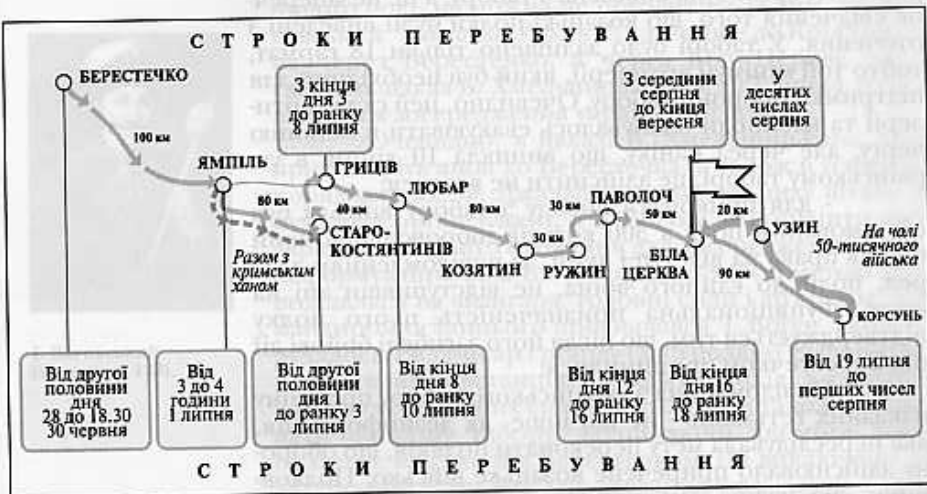 СТРОКИ ПЕРЕБУВАННЯ
З кінця
дня 3
до ранку
8 липня
З середини
серпня
до кінця
вересня
У
десятих
числах
серпня
БЕРЕСТЕЧКО
100 км
ЯМПІЛЬ
80 км
Разом з
кримським
ханом
ГРИЦІВ
СТАРО-
КОСТЯНТИНІВ
40 км
ЛЮБАР
80 км
КОЗЯТИН
30 км
РУЖИН
30 км
ПАВОЛОЧ
50 км
БІЛА
ЦЕРКВА
20 км
УЗИН
90 км
На чолі
50-тисячного
війська
КОРСУНЬ
Від другої
половини
дня
28 до 18.30
30 червня
Від
3 до 4
години
1 липня
Від другої
половини
дня
до ранку 3
липня
Від кінця
дня 8
до ранку
10 липня
Від кінця
дня 12
до ранку
16 липня
Від кінця
дня16
до ранку
18 липня
Від 19 липня
до
перших чисел
серпня
СТРОКИ ПЕРЕБУВАННЯ